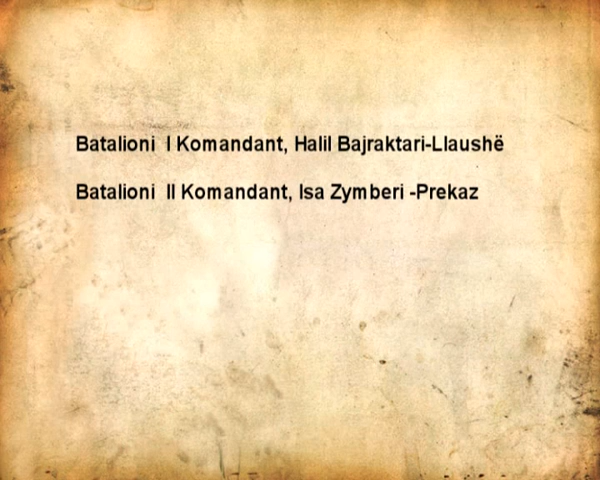 Batalioni I Komandant, Halil Bajraktari-Llaushë
Batalioni II Komandant, Isa Zymberi -Prekaz